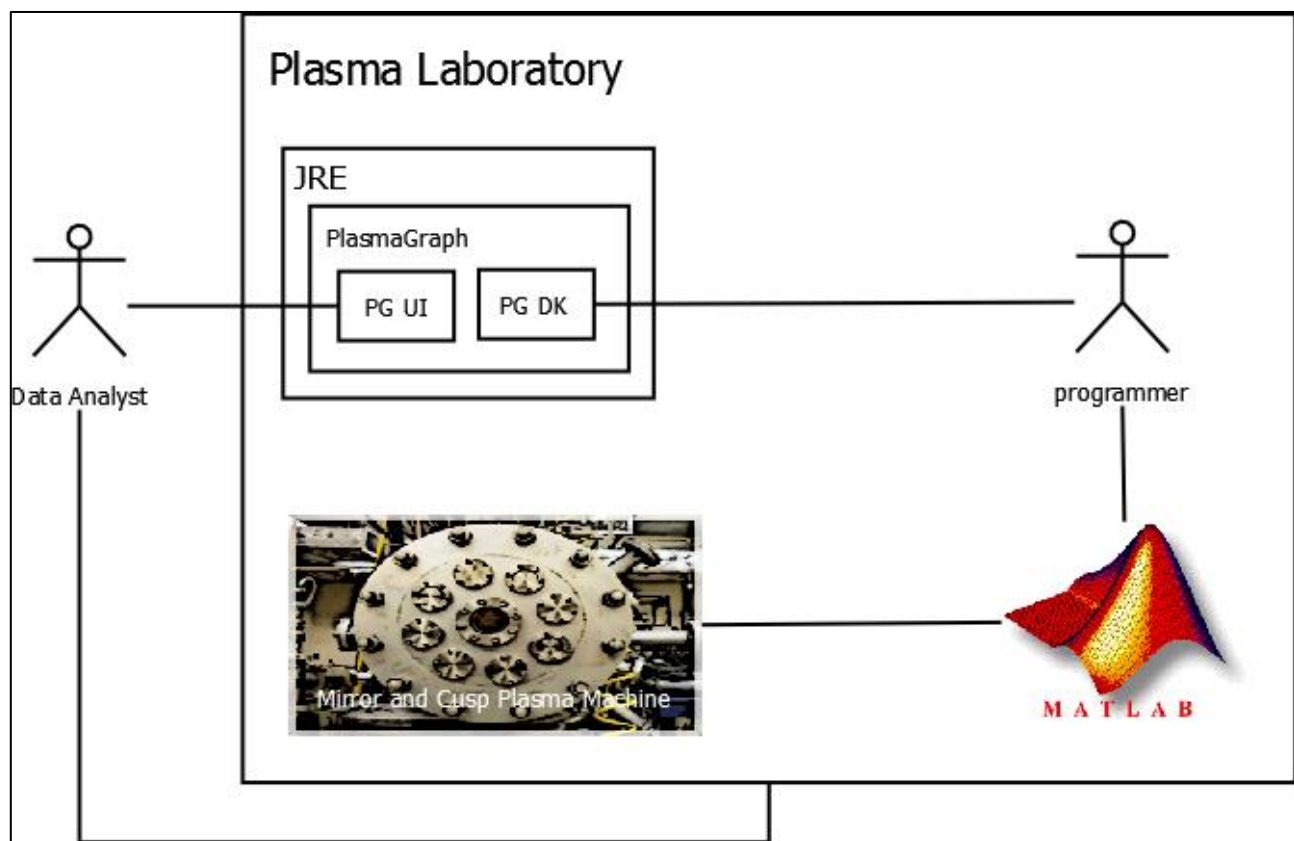 Plasma Laboratory
JRE
PlasmaGraph
PG UI
PG DK
Data Analyst
programmer
Mirror and Cusp Plasma Machine
MATLAB